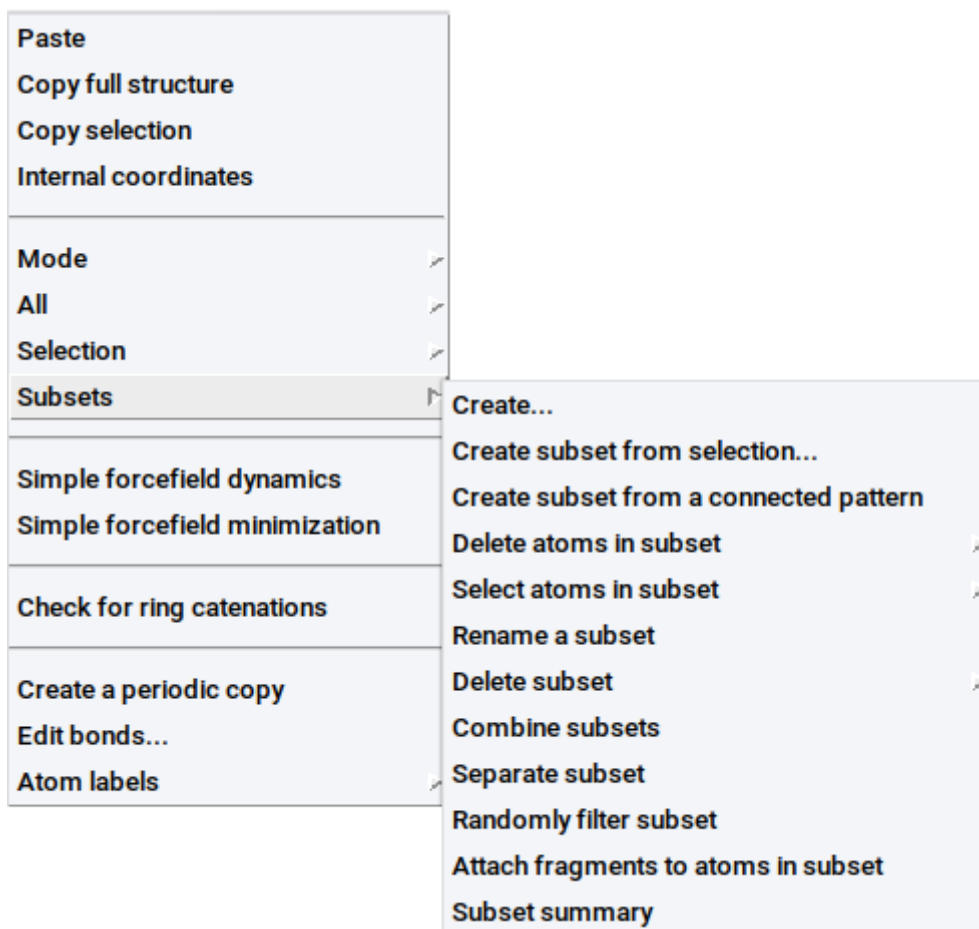 Paste
Copy full structure
Copy selection
Internal coordinates
Mode
All
Selection
Subsets
Simple forcefield dynamics
Simple forcefield minimization
Check for ring catenations
Create a periodic copy
Edit bonds...
Atom labels
Create...
Create subset from selection...
Create subset from a connected pattern
Delete atoms in subset
Select atoms in subset
Rename a subset
Delete subset
Combine subsets
Separate subset
Randomly filter subset
Attach fragments to atoms in subset
Subset summary